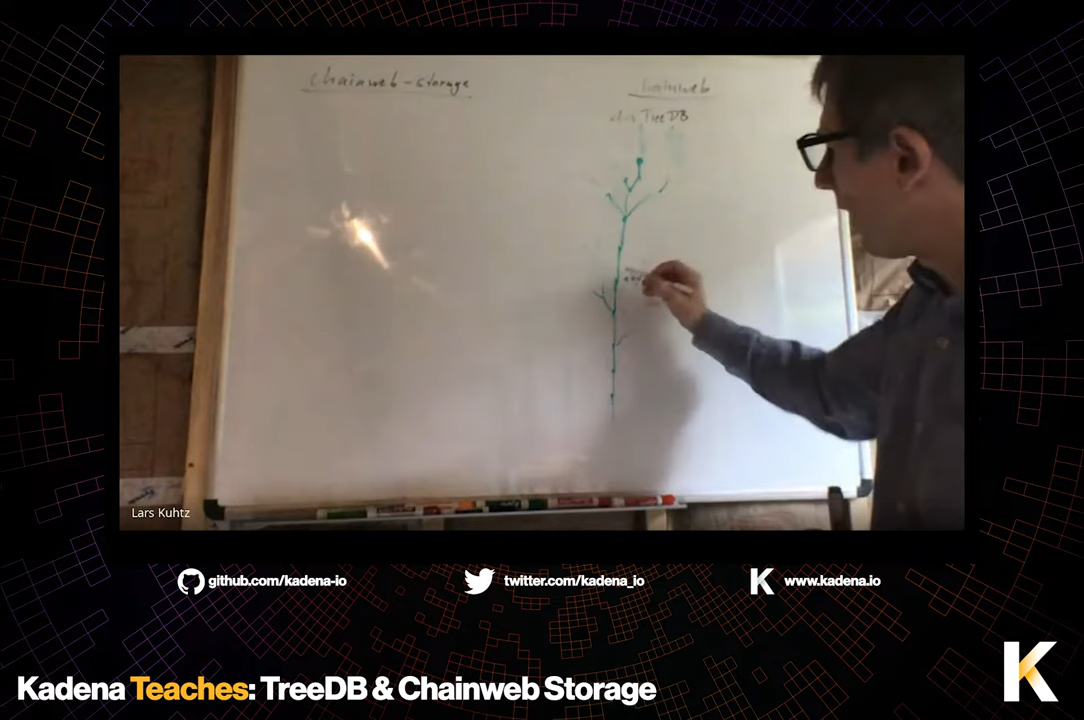 chainweb-storage
TreeDB
Lars Kuhtz
github.com/kadena-io
twitter.com/kadena_io
K www.kadena.io
Kadena Teaches: TreeDB & Chainweb Storage
K